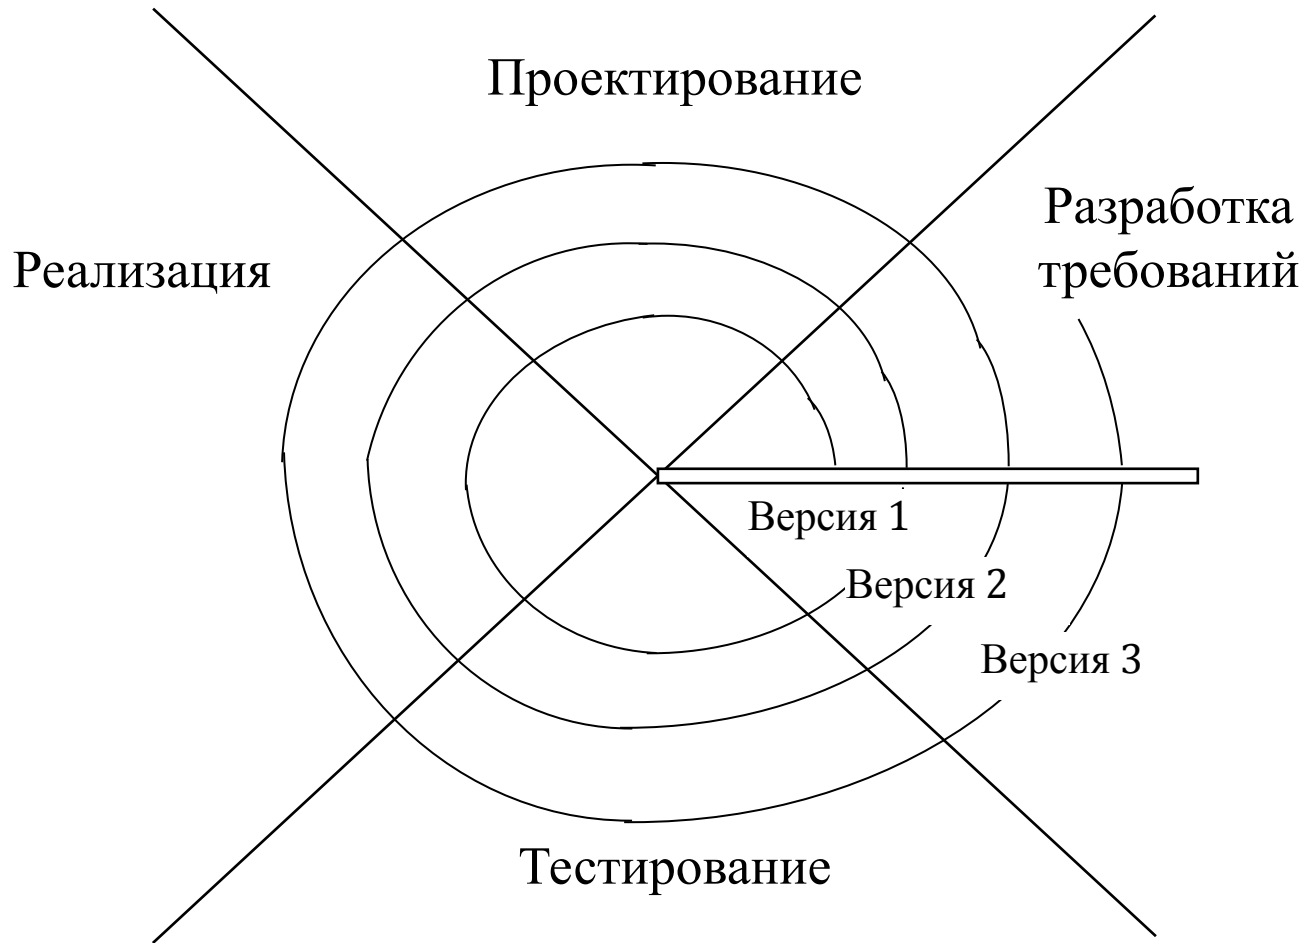 Проектирование
Разработка
требований
Реализация
Версия 1
Версия 2
Версия 3
Тестирование